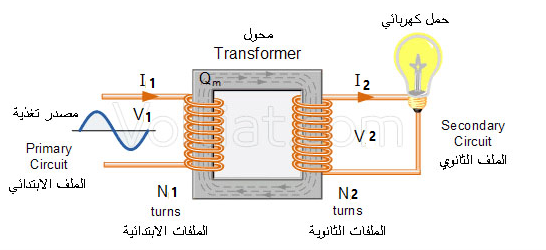 محول
Transformer
حمل كهربائي
I1
Qm
I2
مصدر تغذية
V1
V2
Primary
Circuit
الملف الابتدائي
Secondary
Circuit
الملف الثانوي
N1
turns
الملفات الابتدائية
N2
turns
الملفات الثانوية